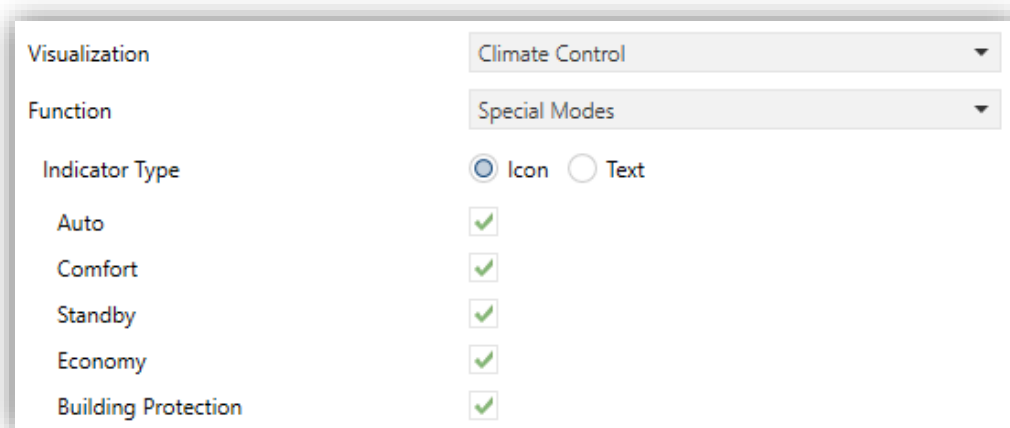 Visualization Climate Control
Function Special Modes
Indicator Type Icon Text
Auto
Comfort
Standby
Economy
Building Protection